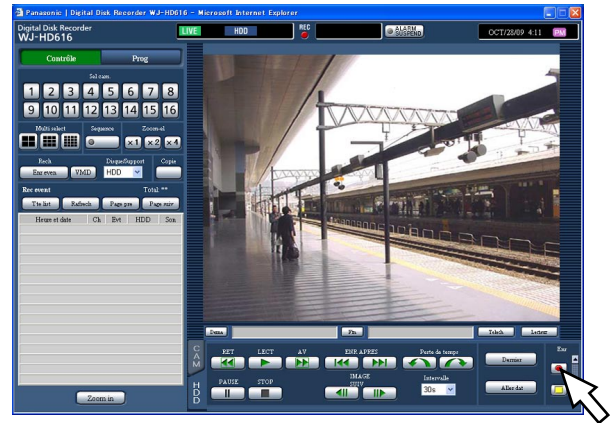 Panasonic | Digital Disk Recorder WJ-HD616 - Microsoft Internet Explorer
Digital Disk Recorder
WJ-HD616
LIVE HDD REC ALARM SUSPEND OCT/28/09 4:11 PM
Contrôle Prog
Sel cam.
1 2 3 4 5 6 7 8
9 10 11 12 13 14 15 16
Multi select Sequence Zoom-el
x1 x2 x4
Rech Disque/Support Copie
Enr even VMD HDD
Rec event Total: **
Tte list Rafraich Page pre Page suiv
Heure et date Ch Evt HDD Son
Zoom in
Dema Fin Telech Lecteur
CAM
HDD
RET LECT AV ENR APRES Perte de temps Enr
Dernier
PAUSE STOP IMAGE SUIV Intervalle
30s
Aller dat